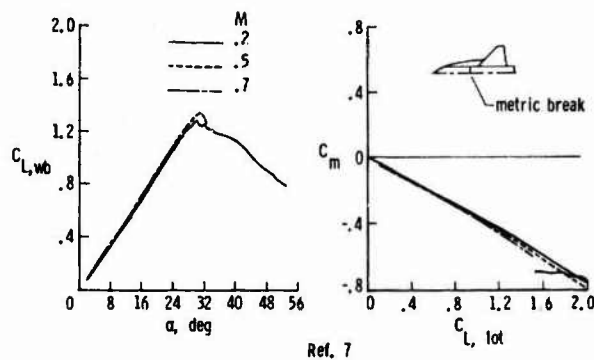 M
.2
.5
.7
2.0
1.6
1.2
.8
.4
0
C_L,wb
0 8 16 24 32 40 48 56
α, deg
.8
.4
0
-.4
-.8
C_m
metric break
0 .4 .8 1.2 1.6 2.0
C_L, tot
Ref. 7